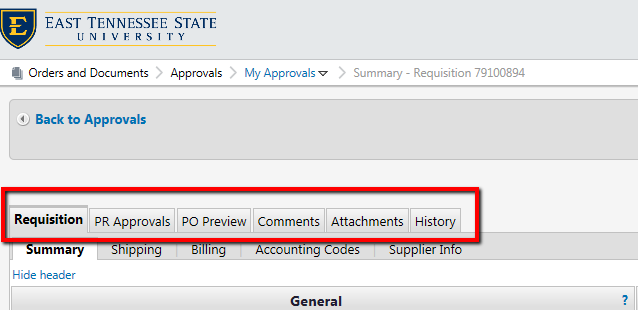 EAST TENNESSEE STATE
UNIVERSITY
Orders and Documents Approvals My Approvals Summary - Requisition 79100894
Back to Approvals
Requisition PR Approvals PO Preview Comments Attachments History
Summary Shipping Billing Accounting Codes Supplier Info
Hide header
General ?